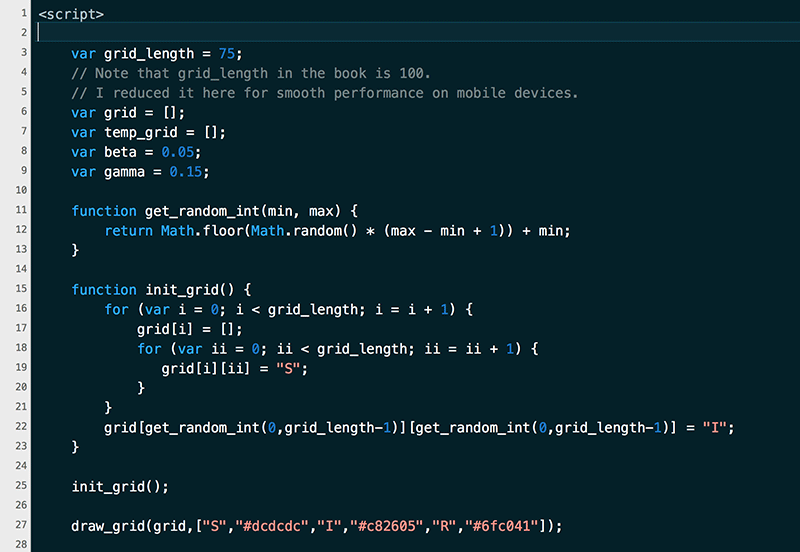 1 <script>
2
3     var grid_length = 75;
4     // Note that grid_length in the book is 100.
5     // I reduced it here for smooth performance on mobile devices.
6     var grid = [];
7     var temp_grid = [];
8     var beta = 0.05;
9     var gamma = 0.15;
10
11     function get_random_int(min, max) {
12         return Math.floor(Math.random() * (max - min + 1)) + min;
13     }
14
15     function init_grid() {
16         for (var i = 0; i < grid_length; i = i + 1) {
17             grid[i] = [];
18             for (var ii = 0; ii < grid_length; ii = ii + 1) {
19                grid[i][ii] = "S";
20             }
21         }
22         grid[get_random_int(0,grid_length-1)][get_random_int(0,grid_length-1)] = "I";
23     }
24
25     init_grid();
26
27     draw_grid(grid,["S","#dcdcdc","I","#c82605","R","#6fc041"]);
28